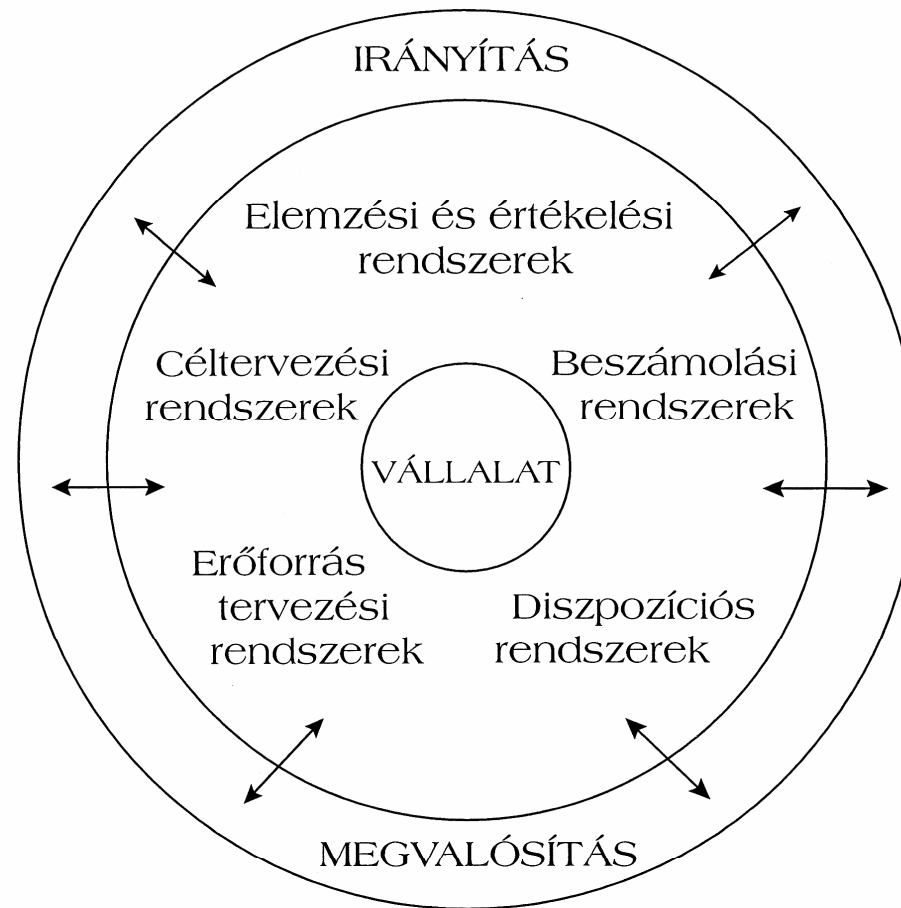 IRÁNYÍTÁS
Elemzési és értékelési
rendszerek
Céltervezési
rendszerek
Beszámolási
rendszerek
VÁLLALAT
Erőforrás
tervezési
rendszerek
Diszpozíciós
rendszerek
MEGVALÓSÍTÁS